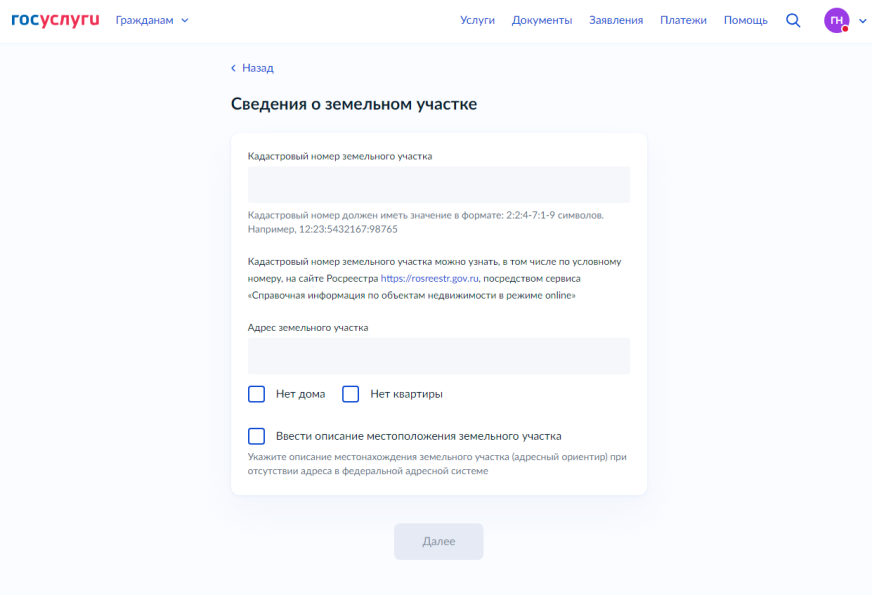 госуслуги Гражданам Услуги Документы Заявления Платежи Помощь ГН
Назад
Сведения о земельном участке
Кадастровый номер земельного участка
Кадастровый номер должен иметь значение в формате: 2:2:4-7:1-9 символов.
Например, 12:23:5432167:98765
Кадастровый номер земельного участка можно узнать, в том числе по условному
номеру, на сайте Росреестра https://rosreestr.gov.ru, посредством сервиса
«Справочная информация по объектам недвижимости в режиме online»
Адрес земельного участка
Нет дома Нет квартиры
Ввести описание местоположения земельного участка
Укажите описание местонахождения земельного участка (адресный ориентир) при
отсутствии адреса в федеральной адресной системе
Далее